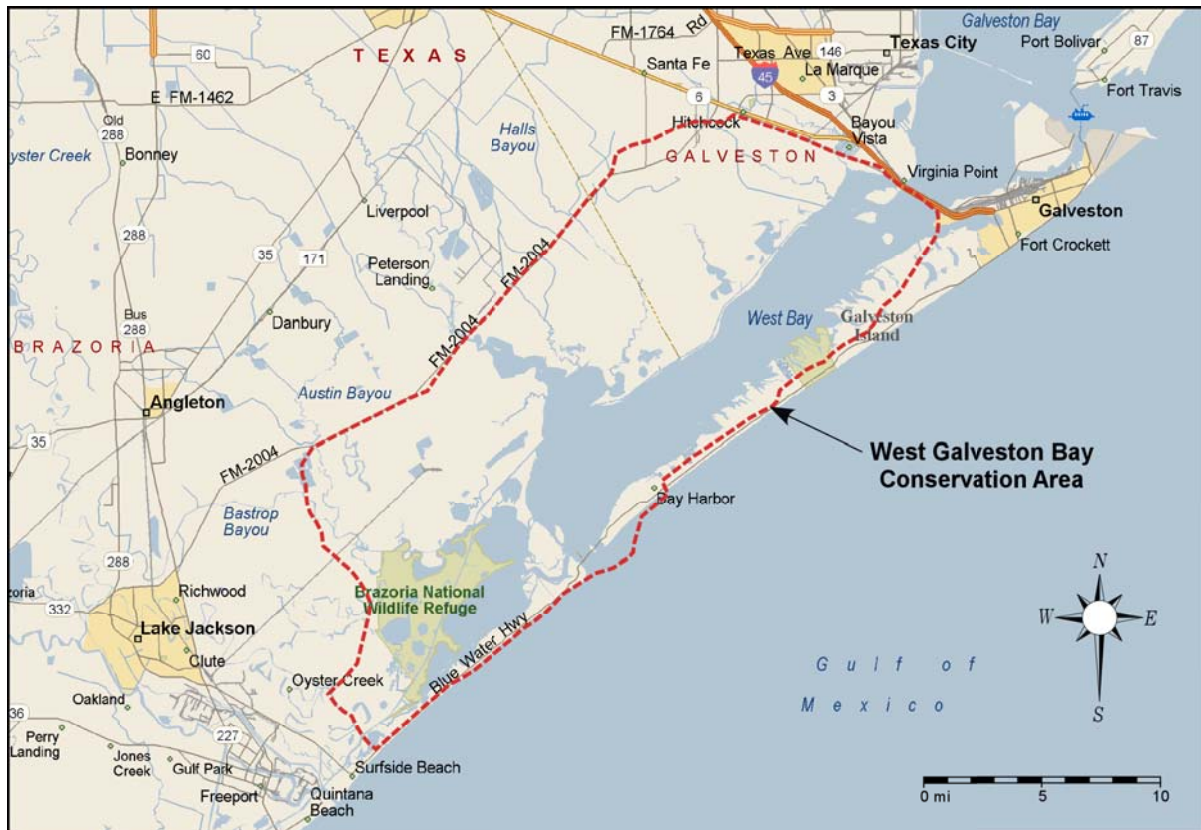 Galveston Bay
FM-1764
Rd
Port Bolivar
87
60
TEXAS
Texas Ave
146
Texas City
Santa Fe
45
La Marque
Fort Travis
E FM-1462
6
3
Old
288
Halls
Bayou
Hitchcock
Bayou
Vista
yster Creek
Bonney
GALVESTON
Virginia Point
Liverpool
Galveston
288
Fort Crockett
35
171
Peterson
Landing
FM-2004
Bus
288
Danbury
West Bay
Galveston
Island
BRAZORIA
FM-2004
Austin Bayou
Angleton
35
FM-2004
West Galveston Bay
Conservation Area
Bay Harbor
Bastrop
Bayou
288
Richwood
Brazoria National
Wildlife Refuge
N
W
E
S
zoria
332
Lake Jackson
Clute
Blue Water Hwy
Gulf of
Mexico
Oyster Creek
Oakland
36
227
Perry
Landing
Jones
Creek
Gulf Park
Surfside Beach
Freeport
Quintana
Beach
0 mi
5
10